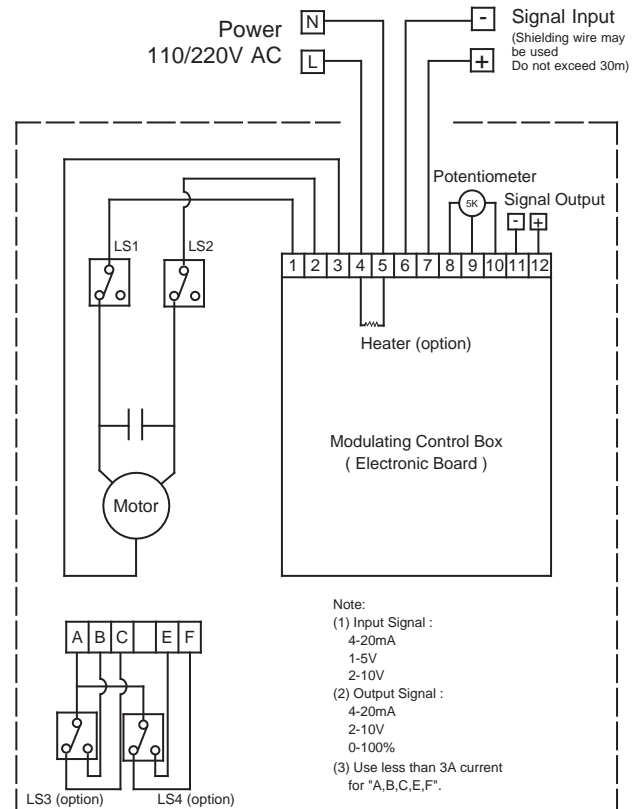 Power
110/220V AC
N
L
-
+
Signal Input
(Shielding wire may
be used
Do not exceed 30m)
Potentiometer
5K
Signal Output
-
+
LS1
LS2
1 2 3 4 5 6 7 8 9 10 11 12
Heater (option)
Modulating Control Box
( Electronic Board )
Motor
A B C E F
LS3 (option)
LS4 (option)
Note:
(1) Input Signal :
4-20mA
1-5V
2-10V
(2) Output Signal :
4-20mA
2-10V
0-100%
(3) Use less than 3A current
for "A,B,C,E,F".